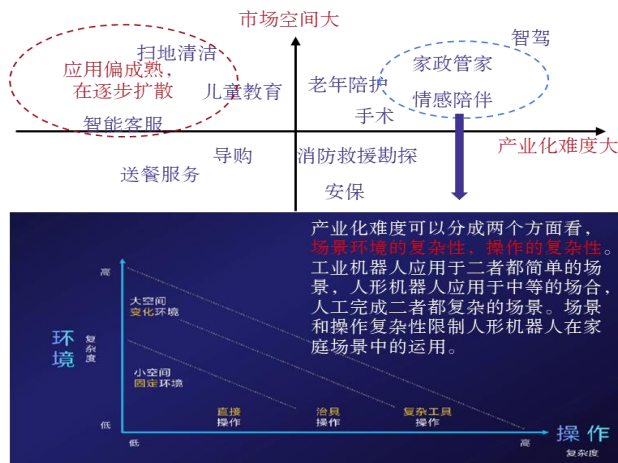 市场空间大
智驾
扫地清洁
应用偏成熟，
在逐步扩散
儿童教育
老年陪护
家政管家
情感陪伴
手术
智能客服
产业化难度大
导购
消防救援勘探
送餐服务
安保
产业化难度可以分成两个方面看，
场景环境的复杂性，操作的复杂性。
工业机器人应用于二者都简单的场
景，人形机器人应用于中等的场合，
人工完成二者都复杂的场景。场景
和操作复杂性限制人形机器人在家
庭场景中的运用。
高
大空间
变化环境
环境
复杂度
小空间
固定环境
低
直接
操作
治具
操作
复杂工具
操作
低
高
操作
复杂度